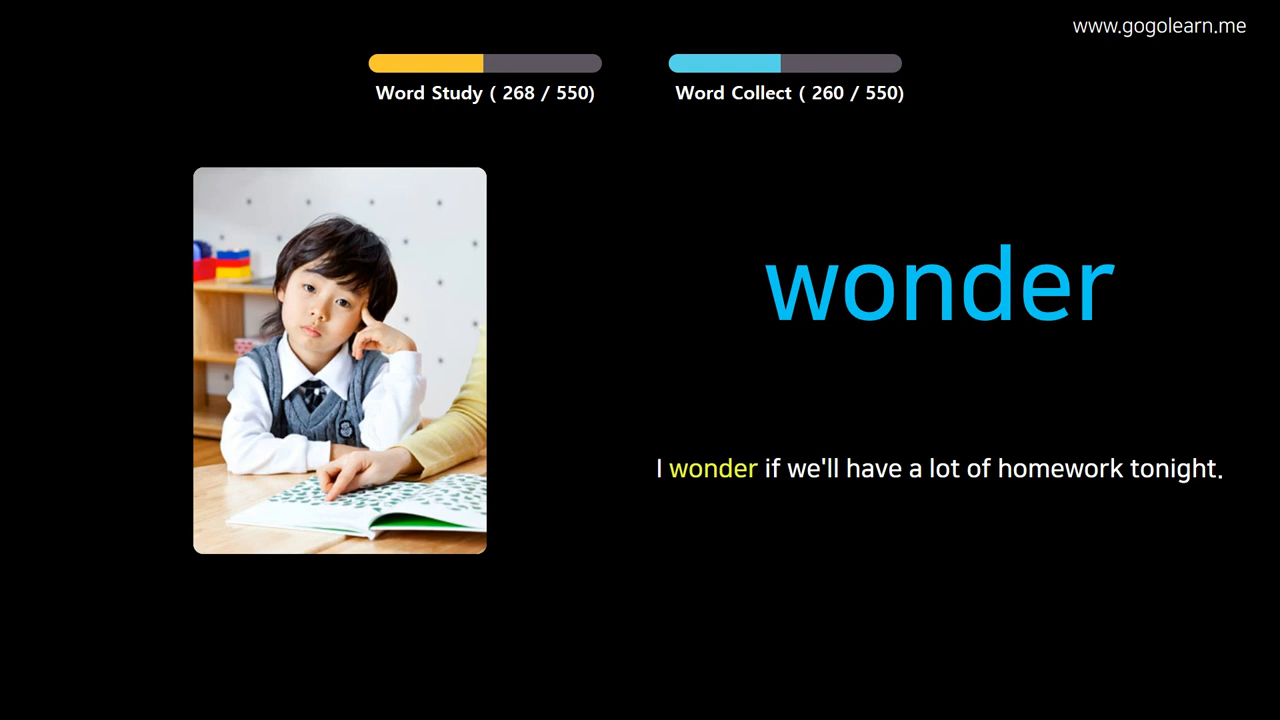 www.gogolearn.me
Word Study ( 268 / 550)
Word Collect ( 260 / 550)
wonder
I wonder if we'll have a lot of homework tonight.